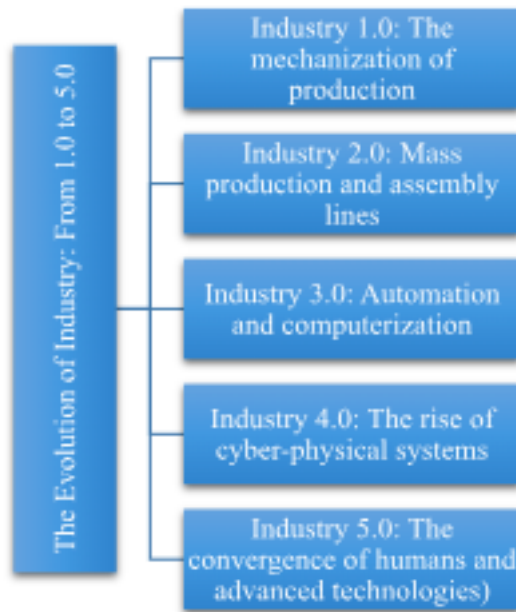 The Evolution of Industry: From 1.0 to 5.0
Industry 1.0: The
mechanization of
production
Industry 2.0: Mass
production and assembly
lines
Industry 3.0: Automation
and computerization
Industry 4.0: The rise of
cyber-physical systems
Industry 5.0: The
convergence of humans and
advanced technologies)